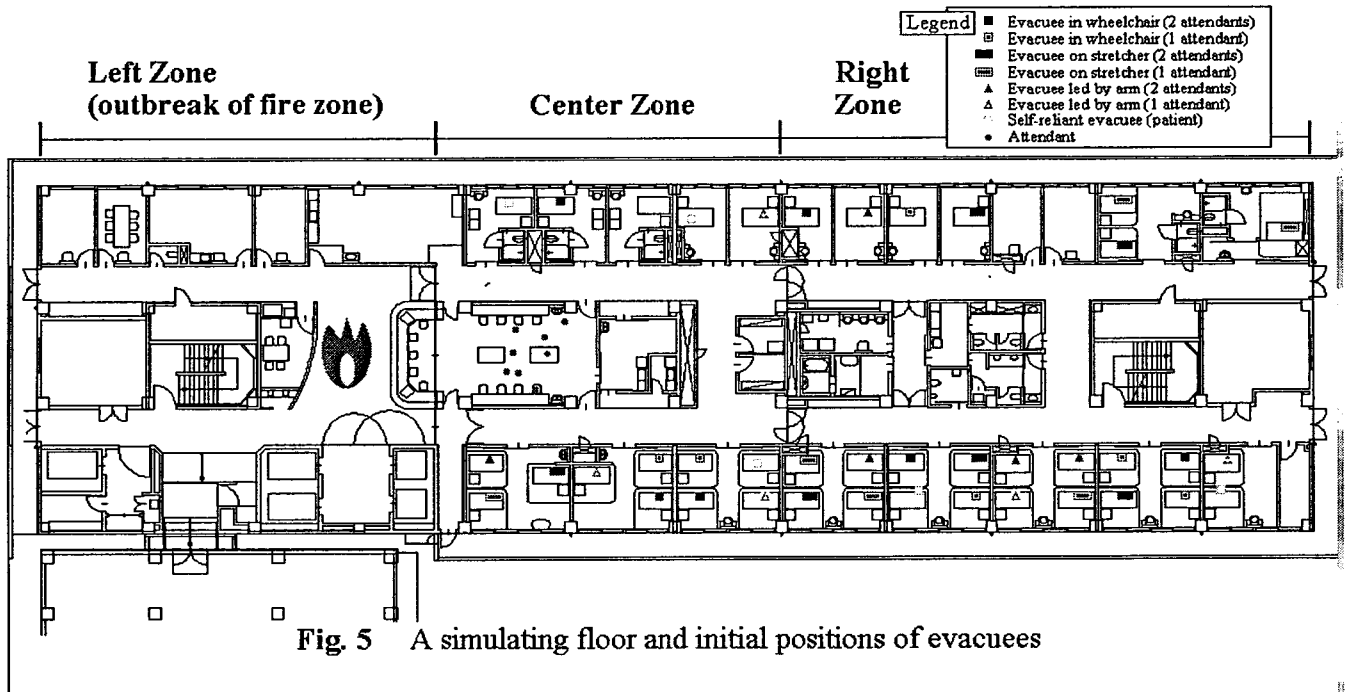 Legend
Evacuee in wheelchair (2 attendants)
Evacuee in wheelchair (1 attendant)
Evacuee on stretcher (2 attendants)
Evacuee on stretcher (1 attendant)
Evacuee led by arm (2 attendants)
Evacuee led by arm (1 attendant)
Self-reliant evacuee (patient)
Attendant
Left Zone
(outbreak of fire zone)
Center Zone
Right
Zone
Fig. 5 A simulating floor and initial positions of evacuees